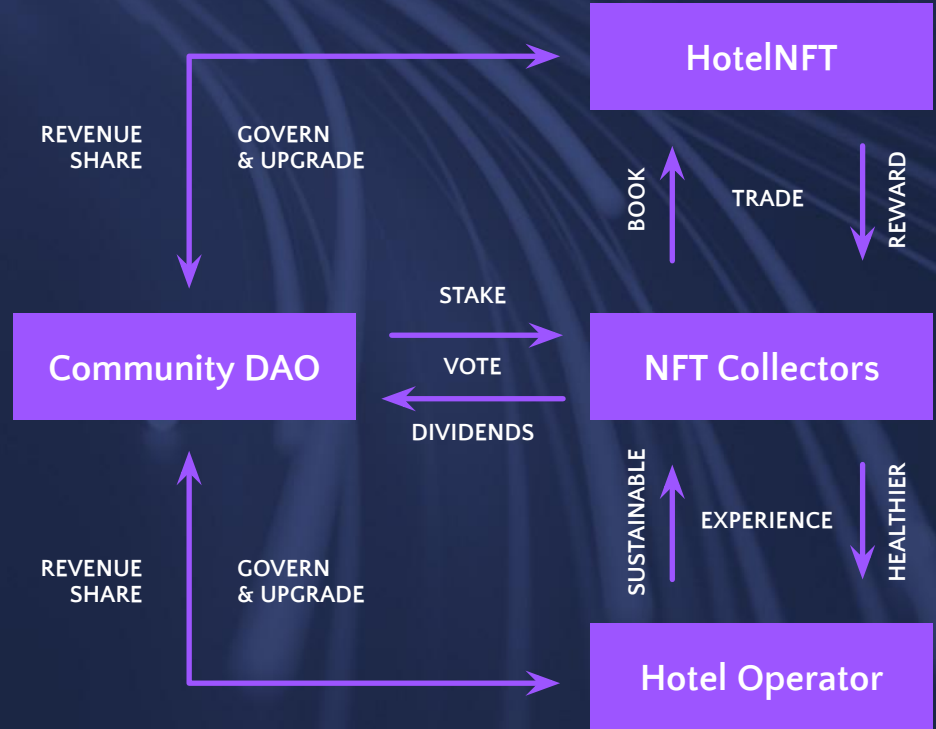 HotelNFT
REVENUE
SHARE
GOVERN
& UPGRADE
BOOK
TRADE
REWARD
STAKE
Community DAO
VOTE
NFT Collectors
DIVIDENDS
SUSTAINABLE
EXPERIENCE
HEALTHIER
REVENUE
SHARE
GOVERN
& UPGRADE
Hotel Operator